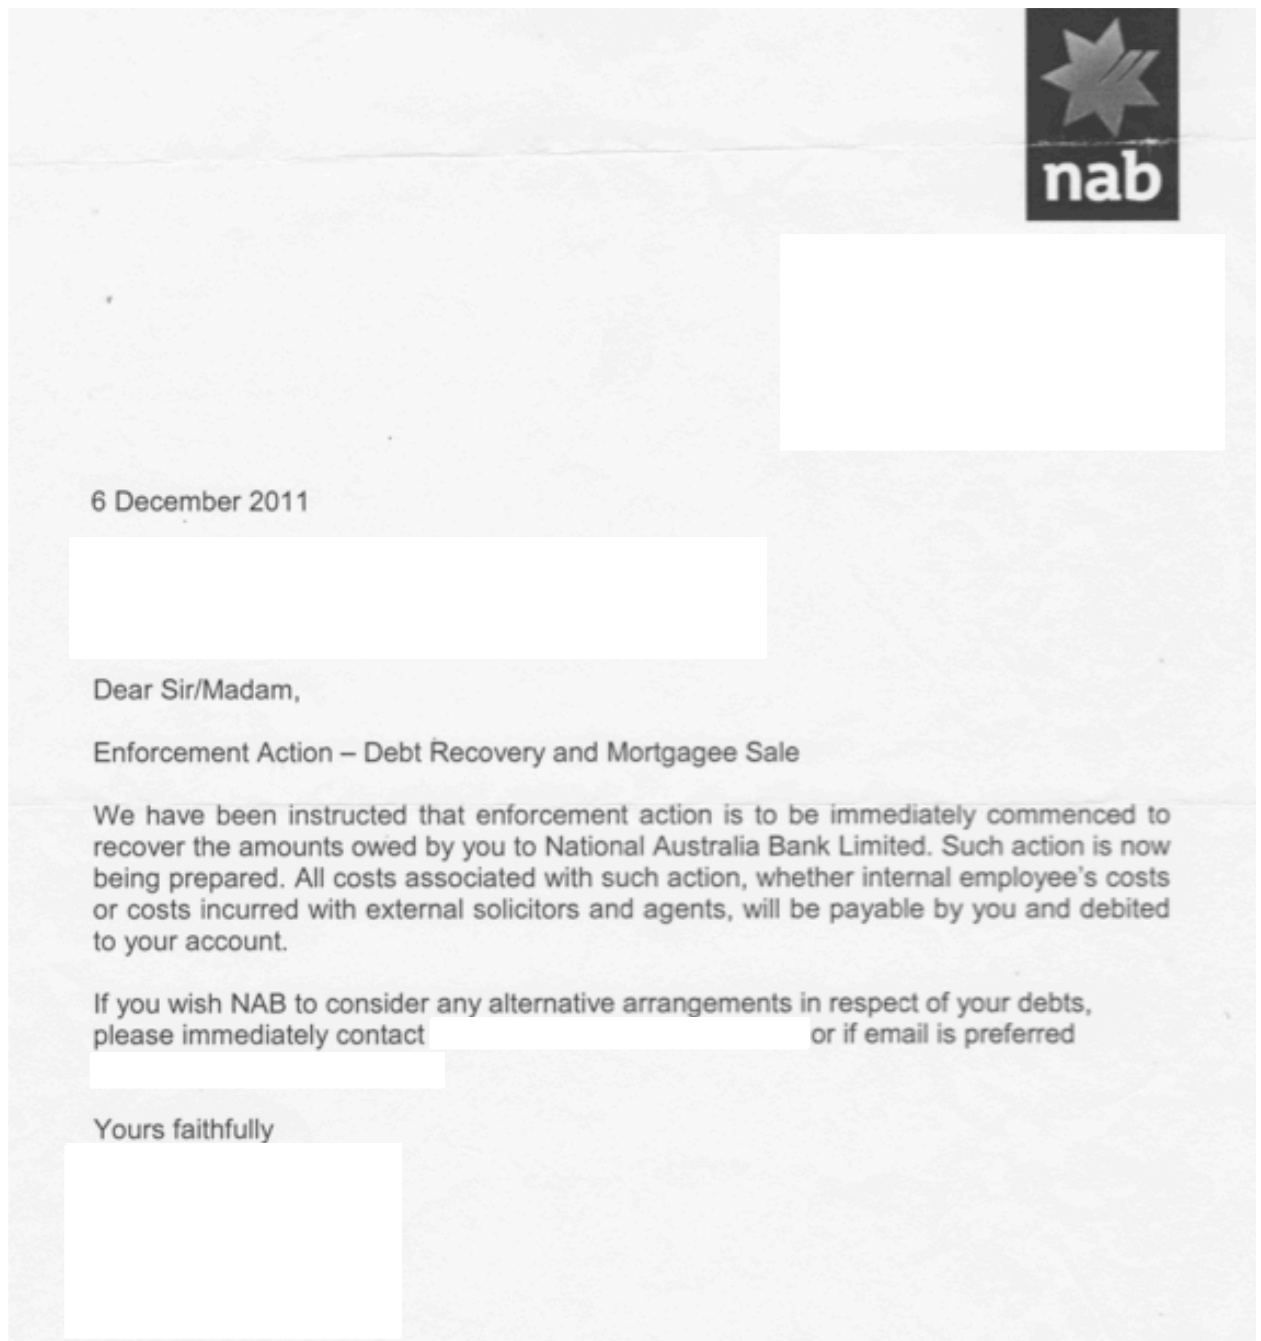 nab
6 December 2011
Dear Sir/Madam,
Enforcement Action – Debt Recovery and Mortgagee Sale
We have been instructed that enforcement action is to be immediately commenced to
recover the amounts owed by you to National Australia Bank Limited. Such action is now
being prepared. All costs associated with such action, whether internal employee's costs
or costs incurred with external solicitors and agents, will be payable by you and debited
to your account.
If you wish NAB to consider any alternative arrangements in respect of your debts,
please immediately contact or if email is preferred
Yours faithfully